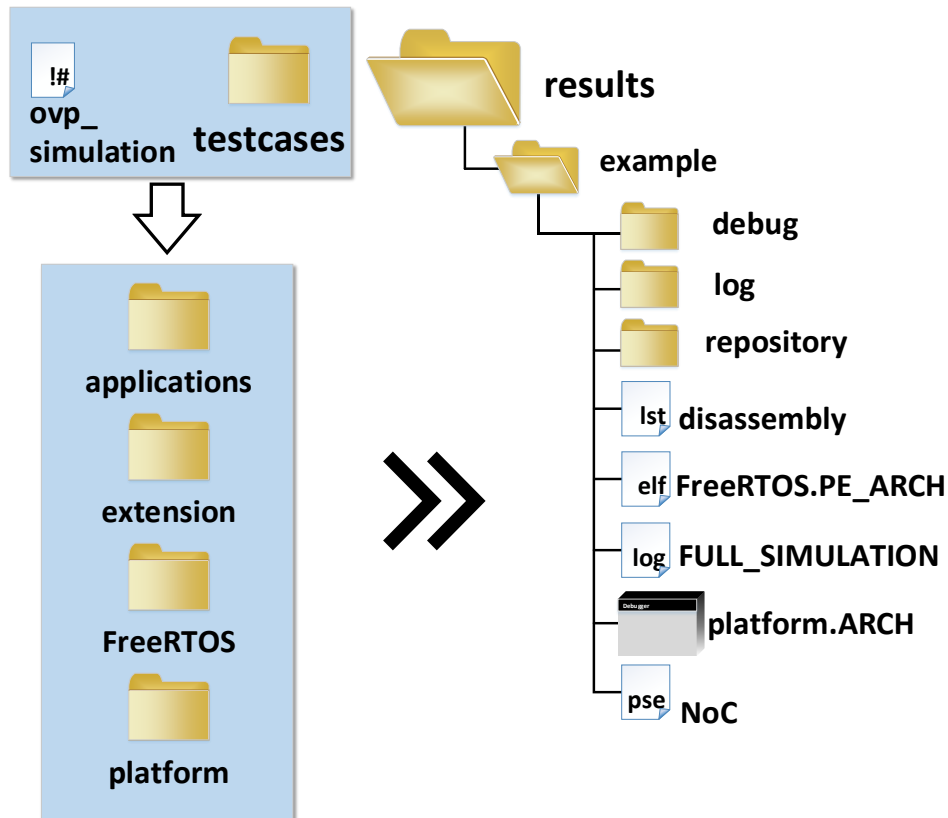 !#
ovp_
simulation
testcases
applications
extension
FreeRTOS
platform
results
example
debug
log
repository
lst
disassembly
elf
FreeRTOS.PE_ARCH
log
FULL_SIMULATION
Debugger
platform.ARCH
pse
NoC